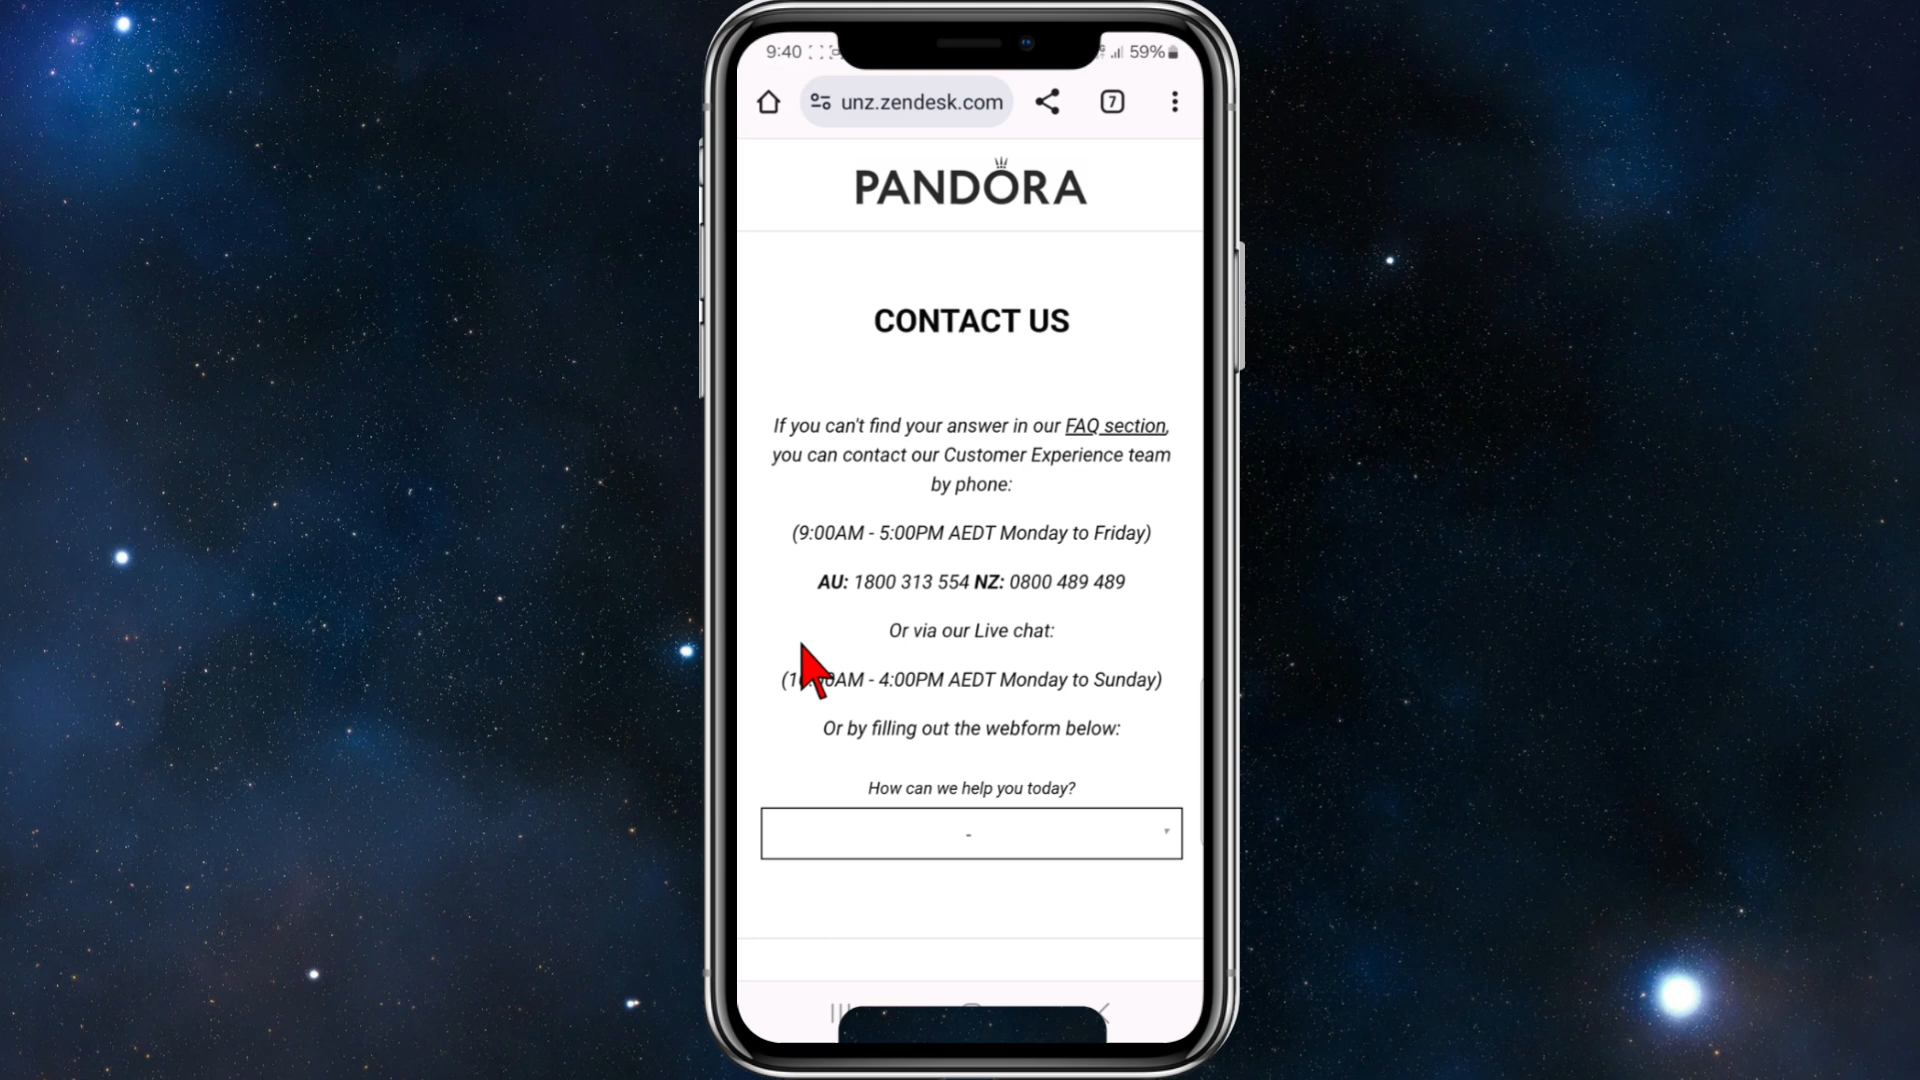 9:40
59%
unz.zendesk.com
7
PANDORA
CONTACT US
If you can't find your answer in our FAQ section,
you can contact our Customer Experience team
by phone:
(9:00AM - 5:00PM AEDT Monday to Friday)
AU: 1800 313 554 NZ: 0800 489 489
Or via our Live chat:
- 4:00PM AEDT Monday to Sunday)
Or by filling out the webform below:
How can we help you today?
-